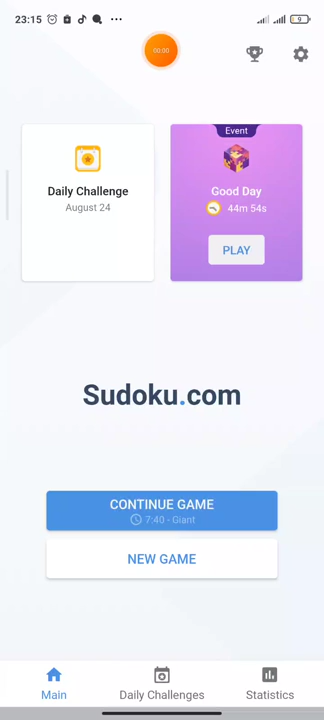 23:15
9
00:00
Event
Daily Challenge
August 24
Good Day
44m 54s
PLAY
Sudoku.com
CONTINUE GAME
7:40 - Giant
NEW GAME
Main
Daily Challenges
Statistics